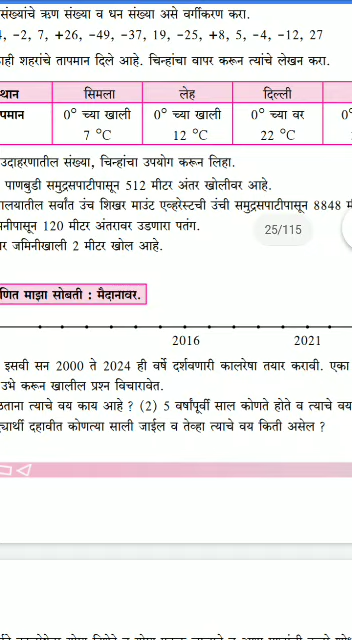 संख्यांचे ऋण संख्या व धन संख्या असे वर्गीकरण करा.
-2, 7, +26, -49, -37, 19, -25, +8, 5, -4, -12, 27
ही शहरांचे तापमान दिले आहे. चिन्हांचा वापर करून त्यांचे लेखन करा.
थान सिमला लेह दिल्ली
पमान 0° च्या खाली 0° च्या खाली 0° च्या वर 0°
7 °C 12 °C 22 °C
उदाहरणातील संख्या, चिन्हांचा उपयोग करून लिहा.
पाणबुडी समुद्रसपाटीपासून 512 मीटर अंतर खोलीवर आहे.
ालयातील सर्वांत उंच शिखर माउंट एव्हरेस्टची उंची समुद्रसपाटीपासून 8848 मी
नीपासून 120 मीटर अंतरावर उडणारा पतंग.
25/115
र जमिनीखाली 2 मीटर खोल आहे.
णित माझा सोबती : मैदानावर.
2016 2021
इसवी सन 2000 ते 2024 ही वर्षे दर्शवणारी कालरेषा तयार करावी. एका
उभे करून खालील प्रश्न विचारावेत.
ठताना त्याचे वय काय आहे ? (2) 5 वर्षांपूर्वी साल कोणते होते व त्याचे वय
द्यार्थी दहावीत कोणत्या साली जाईल व तेव्हा त्याचे वय किती असेल ?